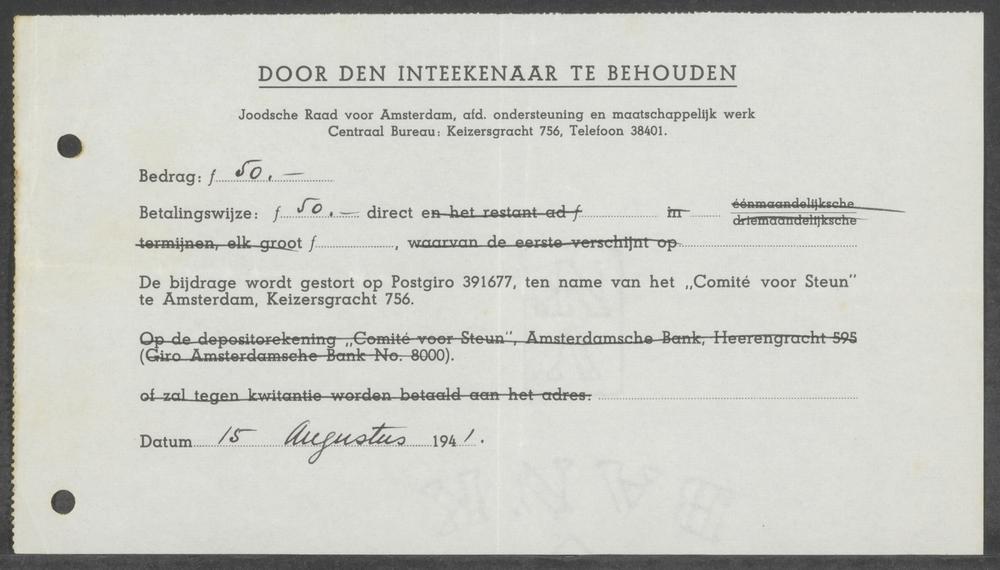 DOOR DEN INTEEKENAAR TE BEHOUDEN
Joodsche Raad voor Amsterdam, afd. ondersteuning en maatschappelijk werk
Centraal Bureau: Keizersgracht 756, Telefoon 38401.
Bedrag: f 50.—
Betalingswijze: f 50.— direct en het restant ad f in éénmaandelijksche
driemaandelijksche
termijnen, elk groot f , waarvan de eerste verschijnt op
De bijdrage wordt gestort op Postgiro 391677, ten name van het „Comité voor Steun"
te Amsterdam, Keizersgracht 756.
Op de depositorekening „Comité voor Steun", Amsterdamsche Bank, Heerengracht 595
(Giro Amsterdamsche Bank No. 8000).
of zal tegen kwitantie worden betaald aan het adres:
Datum 15 Augustus 1941.